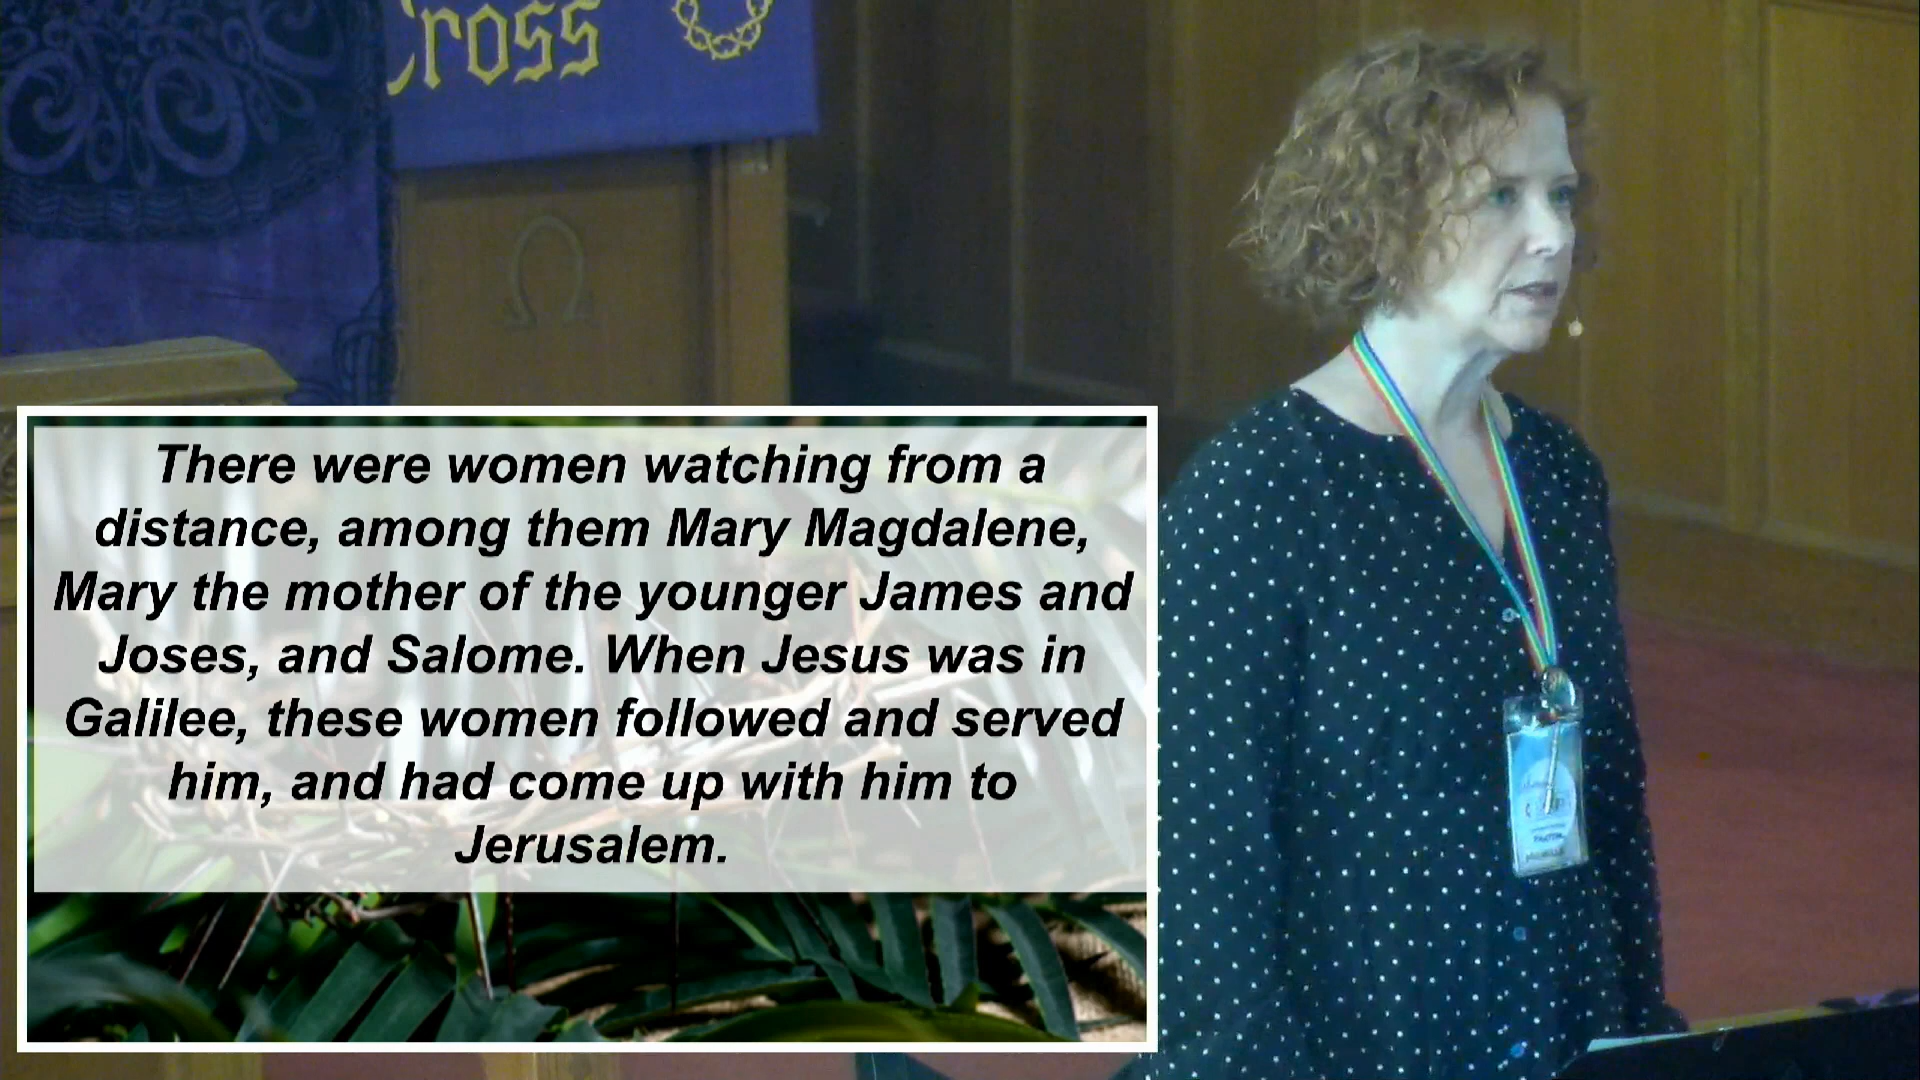 Cross
Ω
There were women watching from a
distance, among them Mary Magdalene,
Mary the mother of the younger James and
Joses, and Salome. When Jesus was in
Galilee, these women followed and served
him, and had come up with him to
Jerusalem.